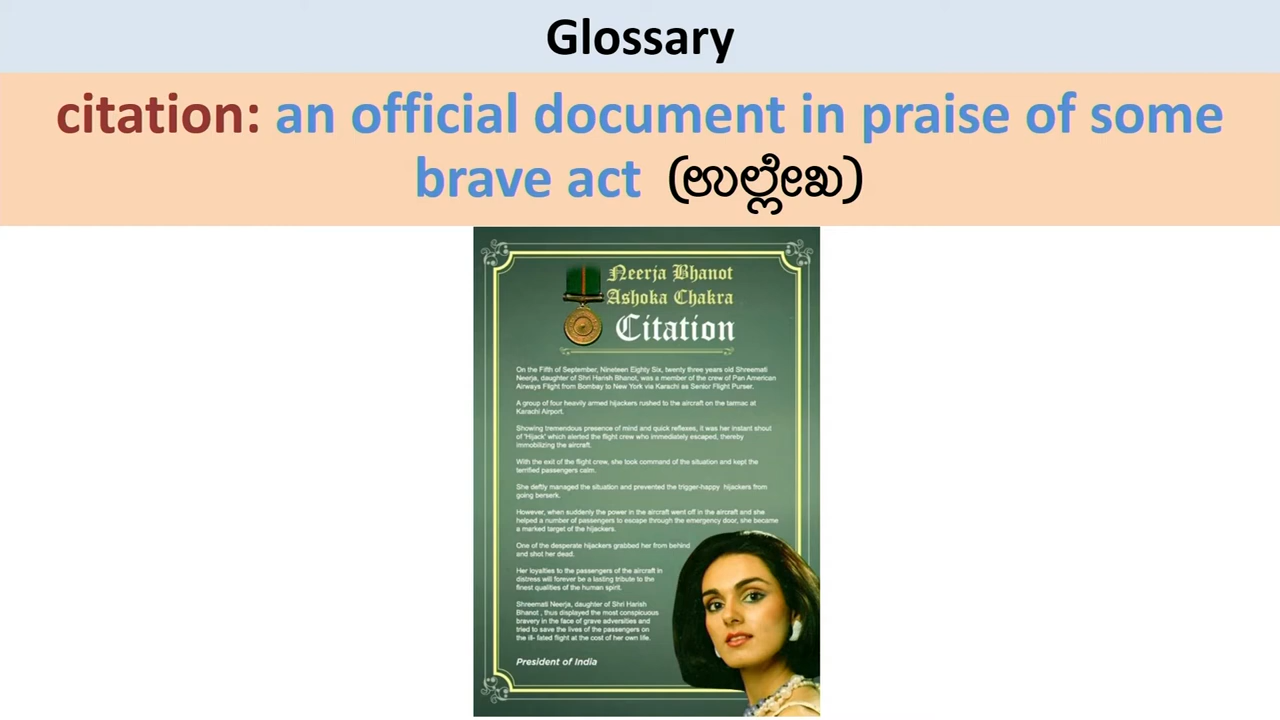 Glossary
citation: an official document in praise of some
brave act (ಉಲ್ಲೇಖ)
Neerja Bhanot
Ashoka Chakra
Citation
On the Fifth of September, Nineteen Eighty Six, twenty three years old Shreemati
Neerja, daughter of Shri Harish Bhanot, was a member of the crew of Pan American
Airways Flight from Bombay to New York via Karachi as Senior Flight Purser.
A group of four heavily armed hijackers rushed to the aircraft on the tarmac at
Karachi Airport.
Showing tremendous presence of mind and quick reflexes, it was her instant shout
of 'Hijack' which alerted the flight crew who immediately escaped, thereby
immobilizing the aircraft.
With the exit of the flight crew, she took command of the situation and kept the
terrified passengers calm.
She deftly managed the situation and prevented the trigger-happy hijackers from
going berserk.
However, when suddenly the power in the aircraft went off in the aircraft and she
helped a number of passengers to escape through the emergency door, she became
a marked target of the hijackers.
One of the desperate hijackers grabbed her from behind
and shot her dead.
Her loyalties to the passengers of the aircraft in
distress will forever be a lasting tribute to the
finest qualities of the human spirit.
Shreemati Neerja, daughter of Shri Harish
Bhanot , thus displayed the most conspicuous
bravery in the face of grave adversities and
tried to save the lives of the passengers on
the ill- fated flight at the cost of her own life.
President of India